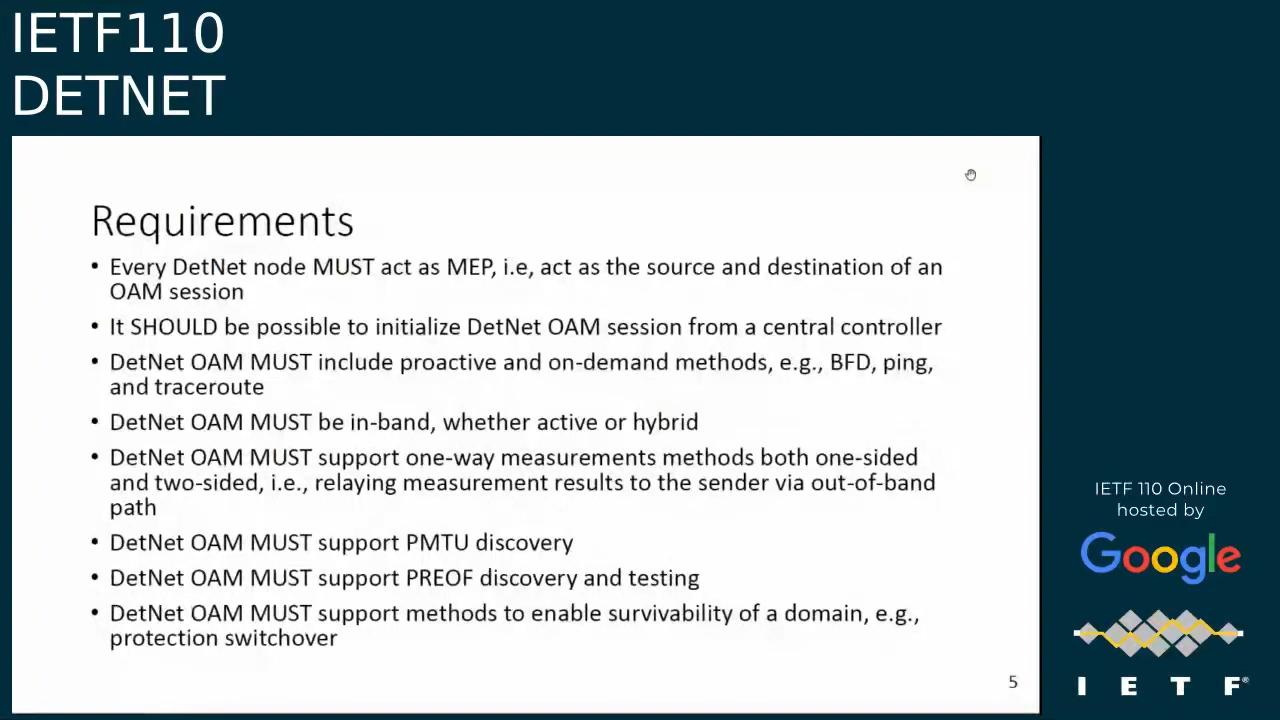 IETF110
DETNET
Requirements
• Every DetNet node MUST act as MEP, i.e, act as the source and destination of an
OAM session
• It SHOULD be possible to initialize DetNet OAM session from a central controller
• DetNet OAM MUST include proactive and on-demand methods, e.g., BFD, ping,
and traceroute
• DetNet OAM MUST be in-band, whether active or hybrid
• DetNet OAM MUST support one-way measurements methods both one-sided
and two-sided, i.e., relaying measurement results to the sender via out-of-band
path
• DetNet OAM MUST support PMTU discovery
• DetNet OAM MUST support PREOF discovery and testing
• DetNet OAM MUST support methods to enable survivability of a domain, e.g.,
protection switchover
5
IETF 110 Online
hosted by
Google
I E T F®